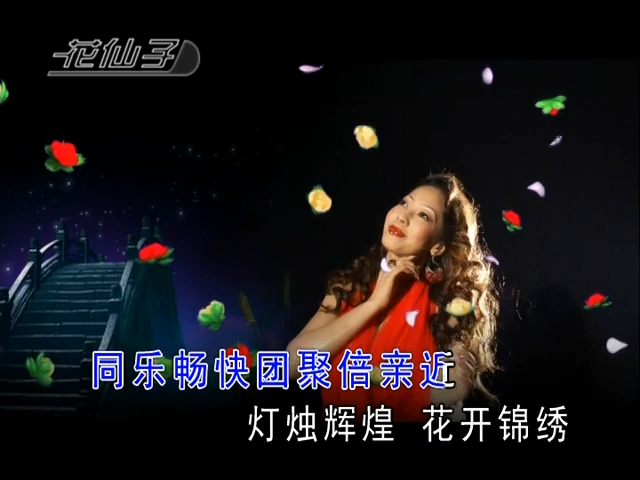 花仙子
同乐畅快团聚倍亲近
灯烛辉煌 花开锦绣